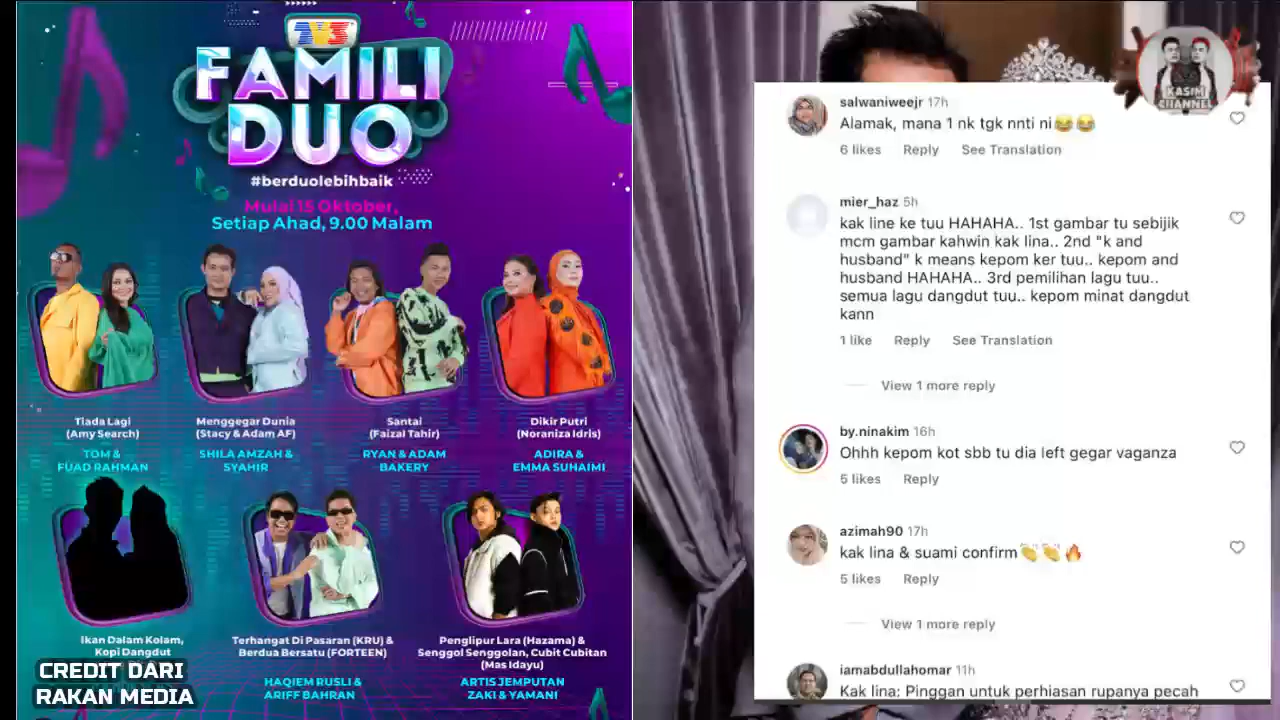 TV3
FAMILI
DUO
#berduolebihbaik
Mulai 15 Oktober,
Setiap Ahad, 9.00 Malam
Tiada Lagi
(Amy Search)
TOM &
FUAD RAHMAN
Menggegar Dunia
(Stacy & Adam AF)
SHILA AMZAH &
SYAHIR
Santai
(Faizal Tahir)
RYAN & ADAM
BAKERY
Dikir Putri
(Noraniza Idris)
ADIRA &
EMMA SUHAIMI
Ikan Dalam Kolam,
Kopi Dangdut
Terhangat Di Pasaran (KRU) &
Berdua Bersatu (FORTEEN)
HAQIEM RUSLI &
ARIFF BAHRAN
Penglipur Lara (Hazama) &
Senggol Senggolan, Cubit Cubitan
(Mas Idayu)
ARTIS JEMPUTAN
ZAKI & YAMANI
CREDIT DARI
RAKAN MEDIA
KASIM
CHANNEL
salwaniweejr 17h
Alamak, mana 1 nk tgk nnti ni😂😂
6 likes Reply See Translation
mier_haz 5h
kak line ke tuu HAHAHA.. 1st gambar tu sebijik
mcm gambar kahwin kak lina.. 2nd "k and
husband" k means kepom ker tuu.. kepom and
husband HAHAHA.. 3rd pemilihan lagu tuu..
semua lagu dangdut tuu.. kepom minat dangdut
kann
1 like Reply See Translation
View 1 more reply
by.ninakim 16h
Ohhh kepom kot sbb tu dia left gegar vaganza
5 likes Reply
azimah90 17h
kak lina & suami confirm👏👏🔥
5 likes Reply
View 1 more reply
iamabdullahomar 11h
Kak lina: Pinggan untuk perhiasan rupanya pecah